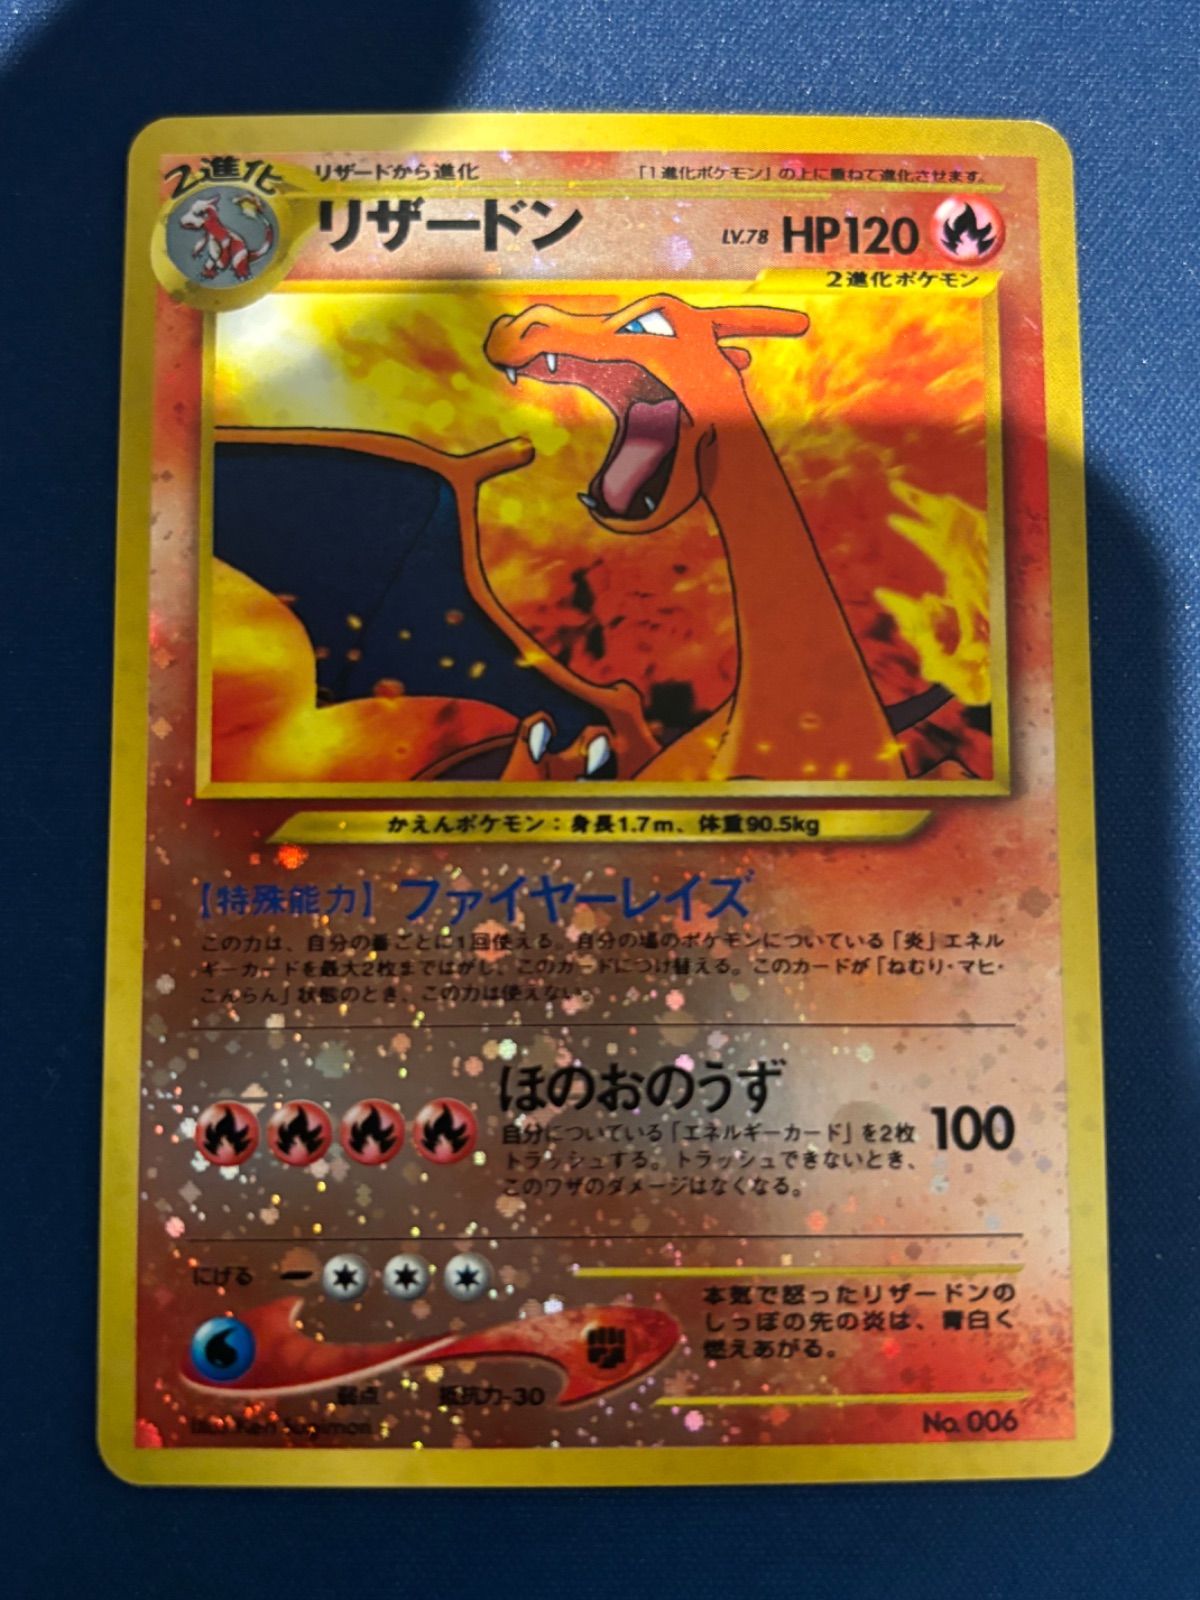 2進化
リザードから進化
「1進化ポケモン」の上に重ねて進化させます。
リザードン
LV.78 HP120
2進化ポケモン
かえんポケモン：身長1.7m、体重90.5kg
【特殊能力】ファイヤーレイズ
この力は、自分の番ごとに1回使える。自分の場のポケモンについている「炎」エネル
ギーカードを最大2枚まではがし、このカードにつけ替える。このカードが「ねむり・マヒ・
こんらん」状態のとき、この力は使えない。
ほのおのうず
100
自分についている「エネルギーカード」を2枚
トラッシュする。トラッシュできないとき、
このワザのダメージはなくなる。
にげる
本気で怒ったリザードンの
しっぽの先の炎は、青白く
燃えあがる。
弱点
抵抗力-30
Illus. Ken Sugimori
No. 006